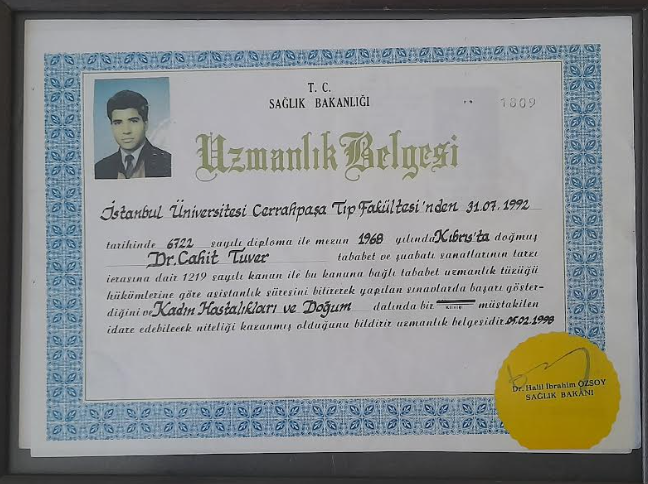 T. C.
SAĞLIK BAKANLIĞI
1809
Uzmanlık Belgesi
İstanbul Üniversitesi Cerrahpaşa Tıp Fakültesi'nden 31.07.1992
tarihinde 6722 sayılı diploma ile mezun 1968 yılında Kıbrıs'ta doğmuş
Dr. Cahit Tuver tababet ve şuabatı sanatlarının tarzı
icrasına dair 1219 sayılı kanun ile bu kanuna bağlı tababet uzmanlık tüzüğü
hükümlerine göre asistanlık süresini bitirerek yapılan sınavlarda başarı göster-
diğini ve Kadın Hastalıkları ve Doğum dalında bir müstakilen
idare edebilecek niteliği kazanmış olduğunu bildirir uzmanlık belgesidir. 05.02.1998
Dr. Halil İbrahim ÖZSOY
SAĞLIK BAKANI